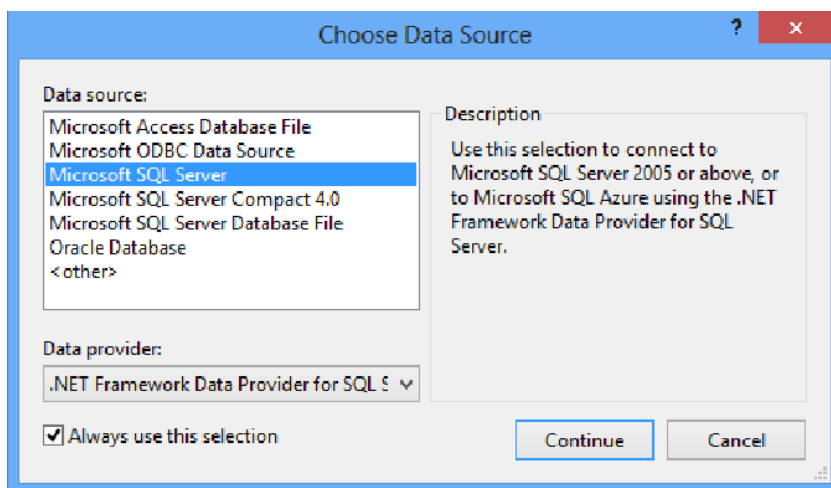 Choose Data Source
?
Data source:
Microsoft Access Database File
Microsoft ODBC Data Source
Microsoft SQL Server
Microsoft SQL Server Compact 4.0
Microsoft SQL Server Database File
Oracle Database
<other>
Description
Use this selection to connect to
Microsoft SQL Server 2005 or above, or
to Microsoft SQL Azure using the .NET
Framework Data Provider for SQL
Server.
Data provider:
.NET Framework Data Provider for SQL S
Always use this selection
Continue
Cancel